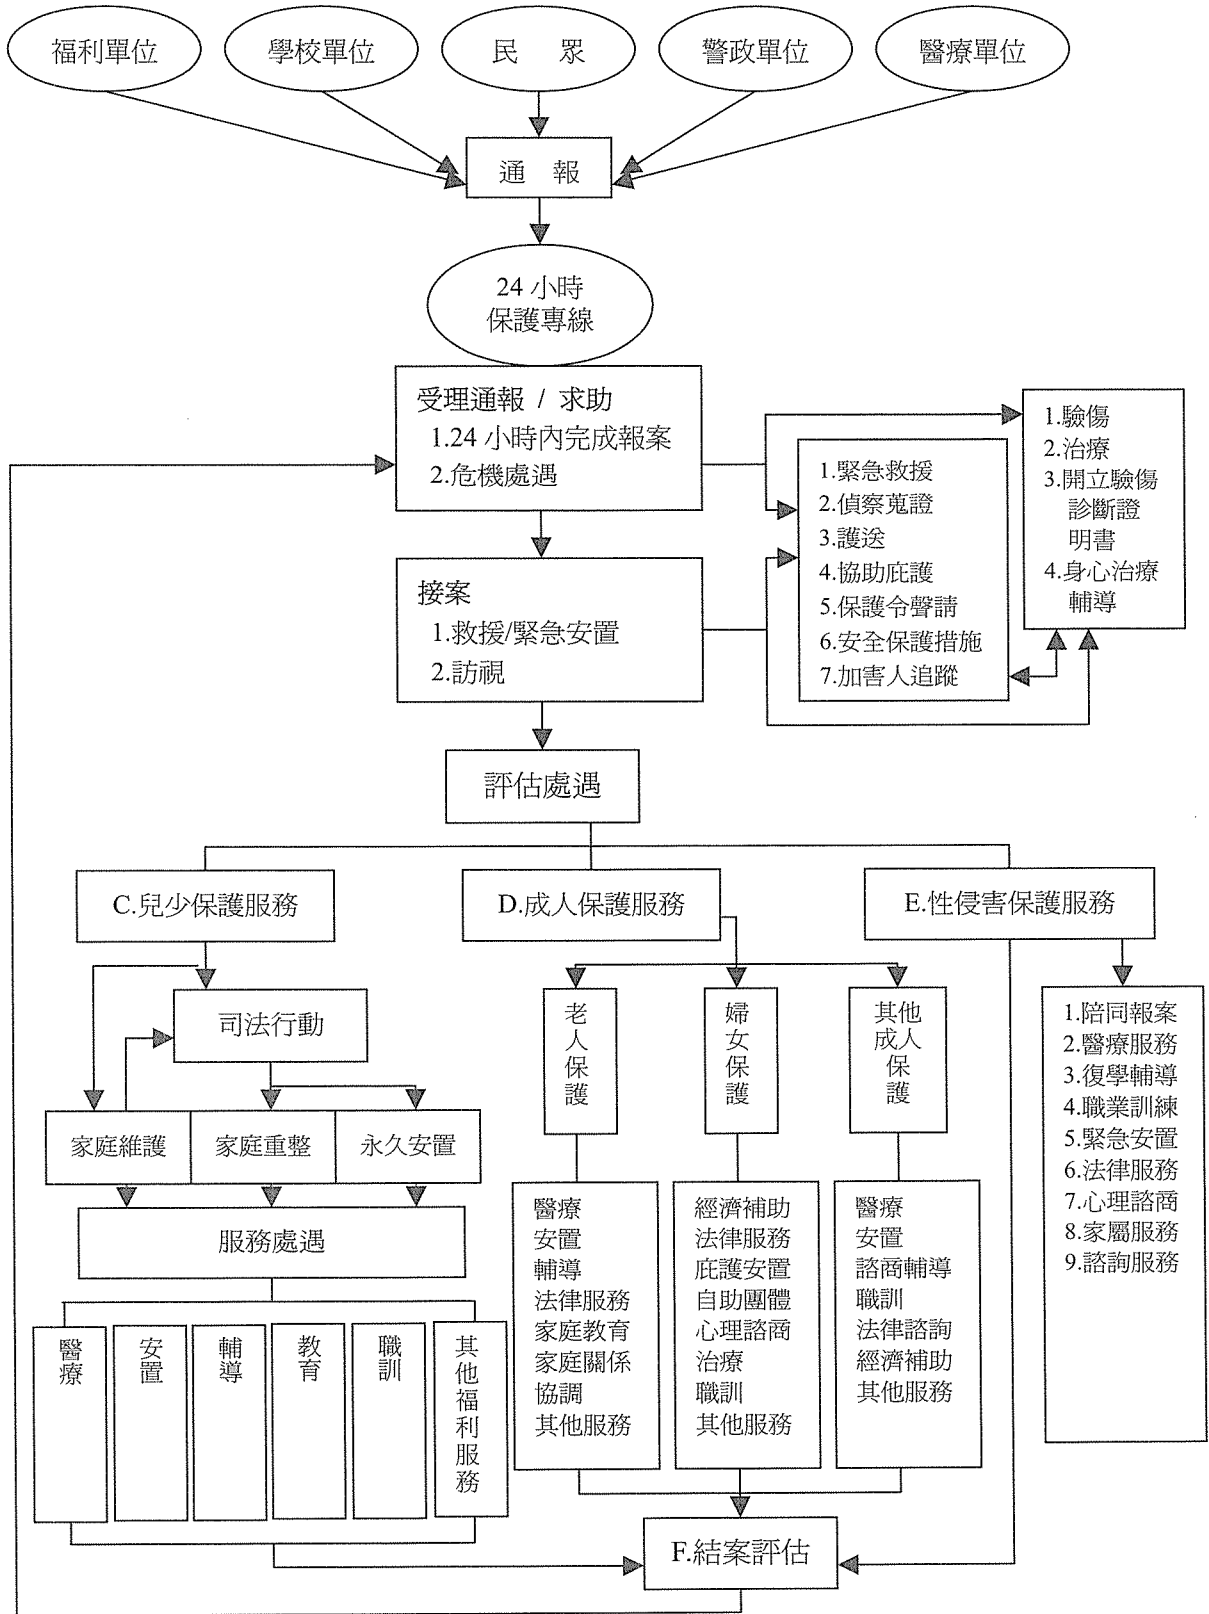 福利單位
學校單位
民 眾
警政單位
醫療單位
通 報
24 小時
保護專線
受理通報 / 求助
1.24 小時內完成報案
2.危機處遇
1.驗傷
2.治療
3.開立驗傷
診斷證
明書
4.身心治療
輔導
1.緊急救援
2.偵察蒐證
3.護送
4.協助庇護
5.保護令聲請
6.安全保護措施
7.加害人追蹤
接案
1.救援/緊急安置
2.訪視
評估處遇
C.兒少保護服務
D.成人保護服務
E.性侵害保護服務
司法行動
家庭維護
家庭重整
永久安置
服務處遇
醫療
安置
輔導
教育
職訓
其他福利服務
老人保護
婦女保護
其他
成人
保
護
醫療
安置
輔導
法律服務
家庭教育
家庭關係
協調
其他服務
經濟補助
法律服務
庇護安置
自助團體
心理諮商
治療
職訓
其他服務
醫療
安置
諮商輔導
職訓
法律諮詢
經濟補助
其他服務
1.陪同報案
2.醫療服務
3.復學輔導
4.職業訓練
5.緊急安置
6.法律服務
7.心理諮商
8.家屬服務
9.諮詢服務
F.結案評估